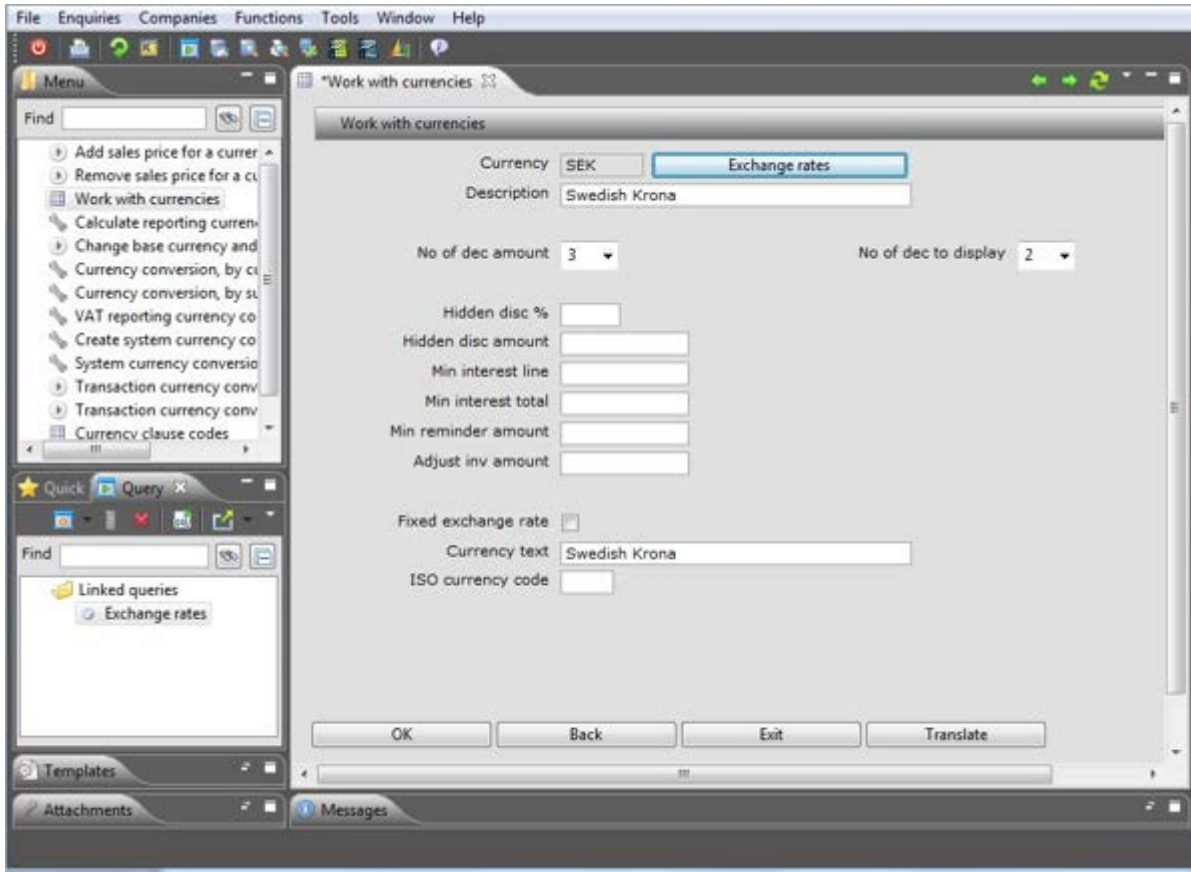 File Enquiries Companies Functions Tools Window Help
Menu
Find
Add sales price for a currer
Remove sales price for a cu
Work with currencies
Calculate reporting curren
Change base currency and
Currency conversion, by cu
Currency conversion, by su
VAT reporting currency co
Create system currency co
System currency conversio
Transaction currency conv
Transaction currency conv
Currency clause codes
Quick Query
Find
Linked queries
Exchange rates
Templates
Attachments
*Work with currencies
Work with currencies
Currency SEK Exchange rates
Description Swedish Krona
No of dec amount 3 No of dec to display 2
Hidden disc %
Hidden disc amount
Min interest line
Min interest total
Min reminder amount
Adjust inv amount
Fixed exchange rate
Currency text Swedish Krona
ISO currency code
OK Back Exit Translate
Messages